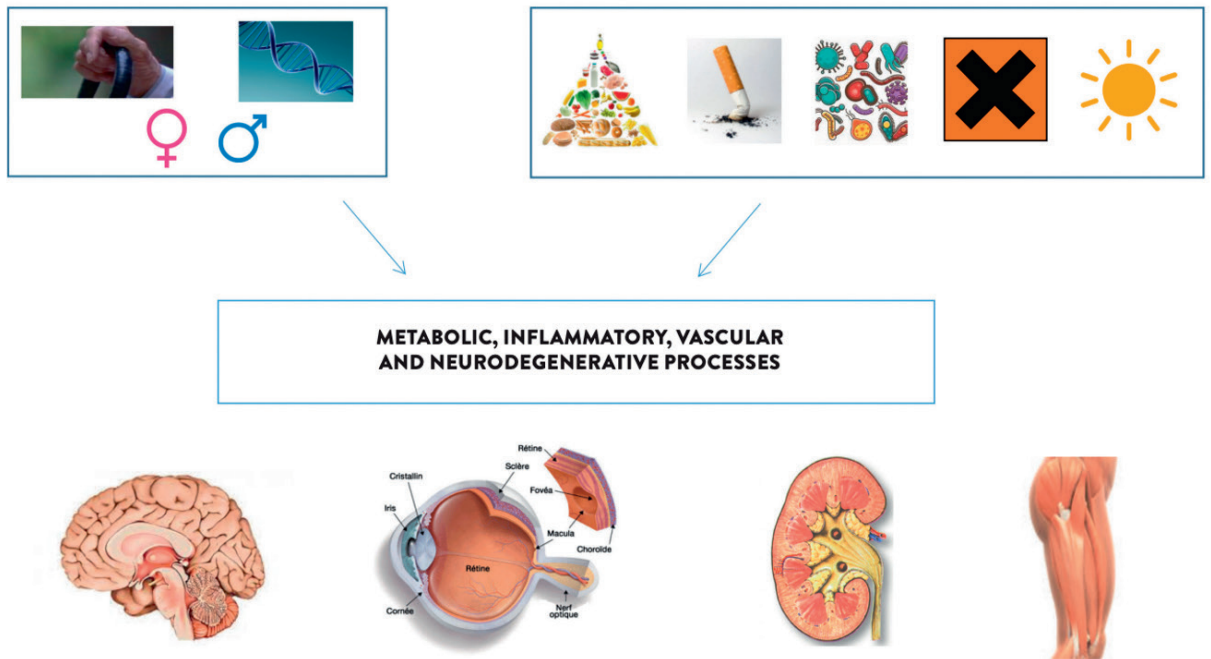 METABOLIC, INFLAMMATORY, VASCULAR
AND NEURODEGENERATIVE PROCESSES
Rétine
Sclère
Cristallin
Fovéa
Iris
Macula
Choroïde
Rétine
Cornée
Nerf
optique